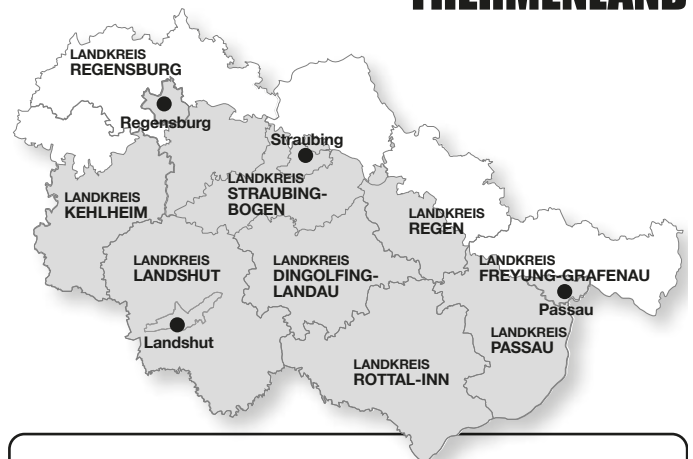 THERMENLAND
LANDKREIS
REGENSBURG
Regensburg
Straubing
LANDKREIS
STRAUBING-
BOGEN
LANDKREIS
KEHLHEIM
LANDKREIS
REGEN
LANDKREIS
LANDSHUT
LANDKREIS
DINGOLFING-
LANDAU
LANDKREIS
FREYUNG-GRAFENAU
Passau
LANDKREIS
PASSAU
Landshut
LANDKREIS
ROTTAL-INN